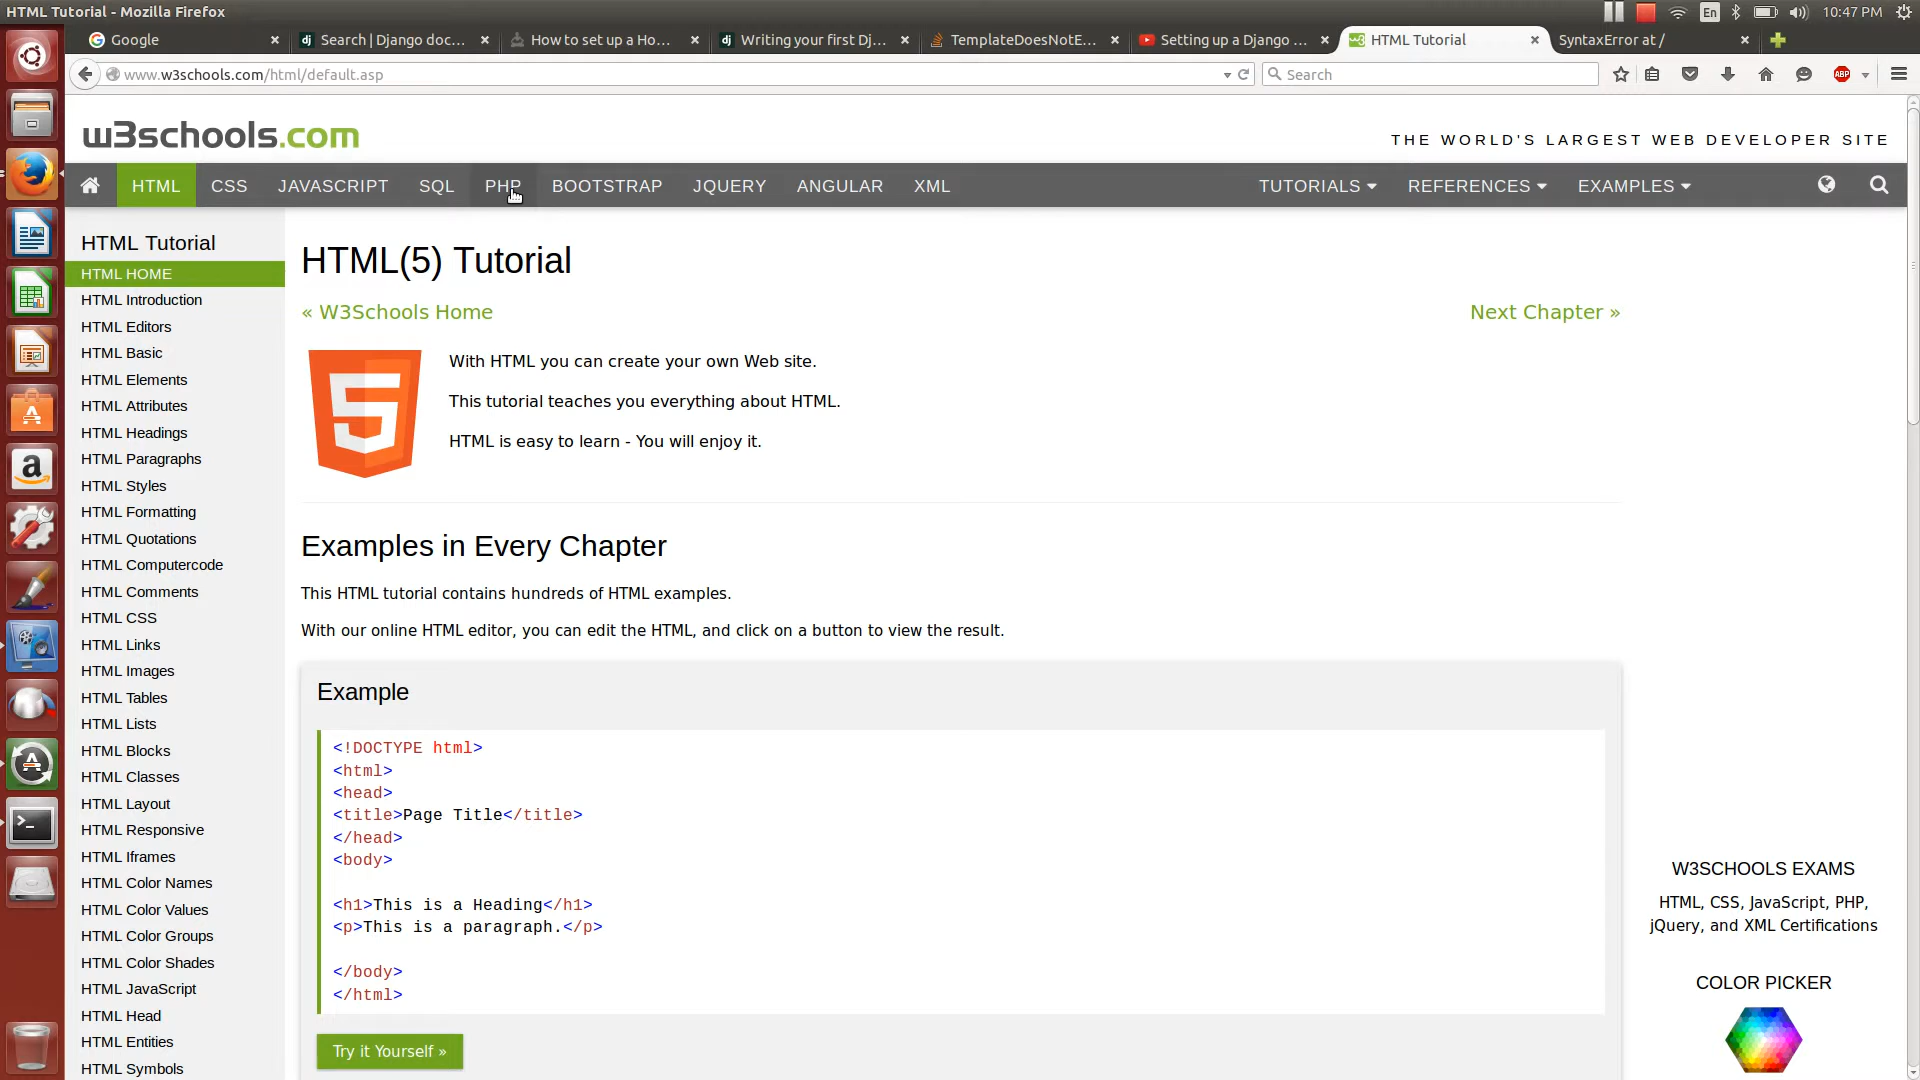 HTML Tutorial - Mozilla Firefox
En
10:47 PM
Google
Search | Django doc...
How to set up a Ho...
Writing your first Dj...
TemplateDoesNotE...
Setting up a Django ...
HTML Tutorial
SyntaxError at /
www.w3schools.com/html/default.asp
Search
ABP
w3schools.com
THE WORLD'S LARGEST WEB DEVELOPER SITE
HTML
CSS
JAVASCRIPT
SQL
PHP
BOOTSTRAP
JQUERY
ANGULAR
XML
TUTORIALS
REFERENCES
EXAMPLES
HTML Tutorial
HTML HOME
HTML Introduction
HTML Editors
HTML Basic
HTML Elements
HTML Attributes
HTML Headings
HTML Paragraphs
HTML Styles
HTML Formatting
HTML Quotations
HTML Computercode
HTML Comments
HTML CSS
HTML Links
HTML Images
HTML Tables
HTML Lists
HTML Blocks
HTML Classes
HTML Layout
HTML Responsive
HTML Iframes
HTML Color Names
HTML Color Values
HTML Color Groups
HTML Color Shades
HTML JavaScript
HTML Head
HTML Entities
HTML Symbols
HTML(5) Tutorial
« W3Schools Home
Next Chapter »
5
With HTML you can create your own Web site.
This tutorial teaches you everything about HTML.
HTML is easy to learn - You will enjoy it.
Examples in Every Chapter
This HTML tutorial contains hundreds of HTML examples.
With our online HTML editor, you can edit the HTML, and click on a button to view the result.
Example
<!DOCTYPE html>
<html>
<head>
<title>Page Title</title>
</head>
<body>
<h1>This is a Heading</h1>
<p>This is a paragraph.</p>
</body>
</html>
Try it Yourself »
W3SCHOOLS EXAMS
HTML, CSS, JavaScript, PHP,
jQuery, and XML Certifications
COLOR PICKER